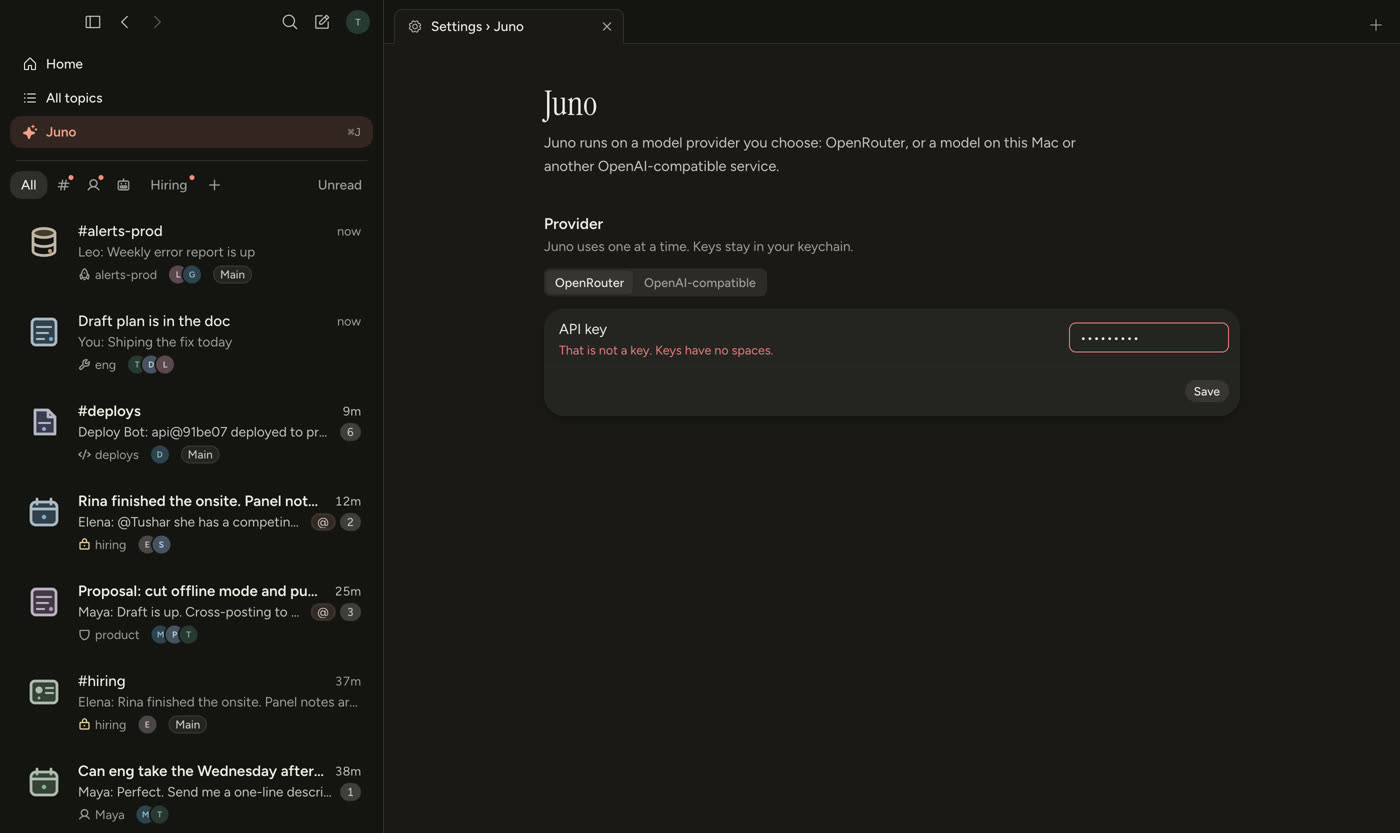 T
Home
All topics
Juno ⌘J
All # Hiring + Unread
#alerts-prod now
Leo: Weekly error report is up
alerts-prod L G Main
Draft plan is in the doc now
You: Shiping the fix today
eng T D L
#deploys 9m
Deploy Bot: api@91be07 deployed to pr... 6
deploys D Main
Rina finished the onsite. Panel not... 12m
Elena: @Tushar she has a competin... @ 2
hiring E S
Proposal: cut offline mode and pu... 25m
Maya: Draft is up. Cross-posting to ... @ 3
product M P T
#hiring 37m
Elena: Rina finished the onsite. Panel notes ar...
hiring E Main
Can eng take the Wednesday after... 38m
Maya: Perfect. Send me a one-line descri... 1
Maya M T
Settings › Juno
Juno
Juno runs on a model provider you choose: OpenRouter, or a model on this Mac or
another OpenAI-compatible service.
Provider
Juno uses one at a time. Keys stay in your keychain.
OpenRouter OpenAI-compatible
API key
That is not a key. Keys have no spaces.
•••••••••
Save